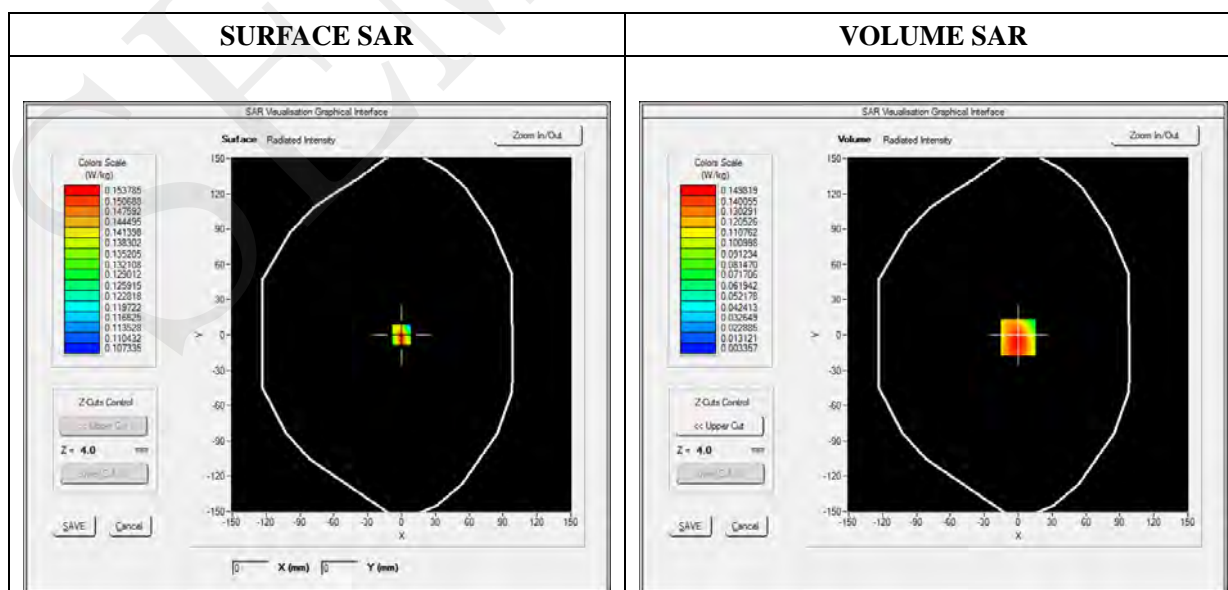 SURFACE SAR
SAR Visualisation Graphical Interface
Surface Radiated Intensity
Zoom In/Out
Colors Scale
(W/kg)
0.153785
0.150688
0.147592
0.144495
0.141398
0.138302
0.135205
0.132108
0.129012
0.125915
0.122818
0.119722
0.116625
0.113528
0.110432
0.107335
150
120
90
60
30
0
-30
-60
-90
-120
-150
Y
-150 -120 -90 -60 -30 0 30 60 90 120 150
X
Z-Cuts Control
<< Upper Cut
Z = 4.0 mm
SAVE
Cancel
0 X (mm) 0 Y (mm)
VOLUME SAR
SAR Visualisation Graphical Interface
Volume Radiated Intensity
Zoom In/Out
Colors Scale
(W/kg)
0.149819
0.140055
0.130291
0.120526
0.110762
0.100998
0.091234
0.081470
0.071706
0.061942
0.052178
0.042413
0.032649
0.022885
0.013121
0.003357
150
120
90
60
30
0
-30
-60
-90
-120
-150
Y
-150 -120 -90 -60 -30 0 30 60 90 120 150
X
Z-Cuts Control
<< Upper Cut
Z = 4.0 mm
SAVE
Cancel